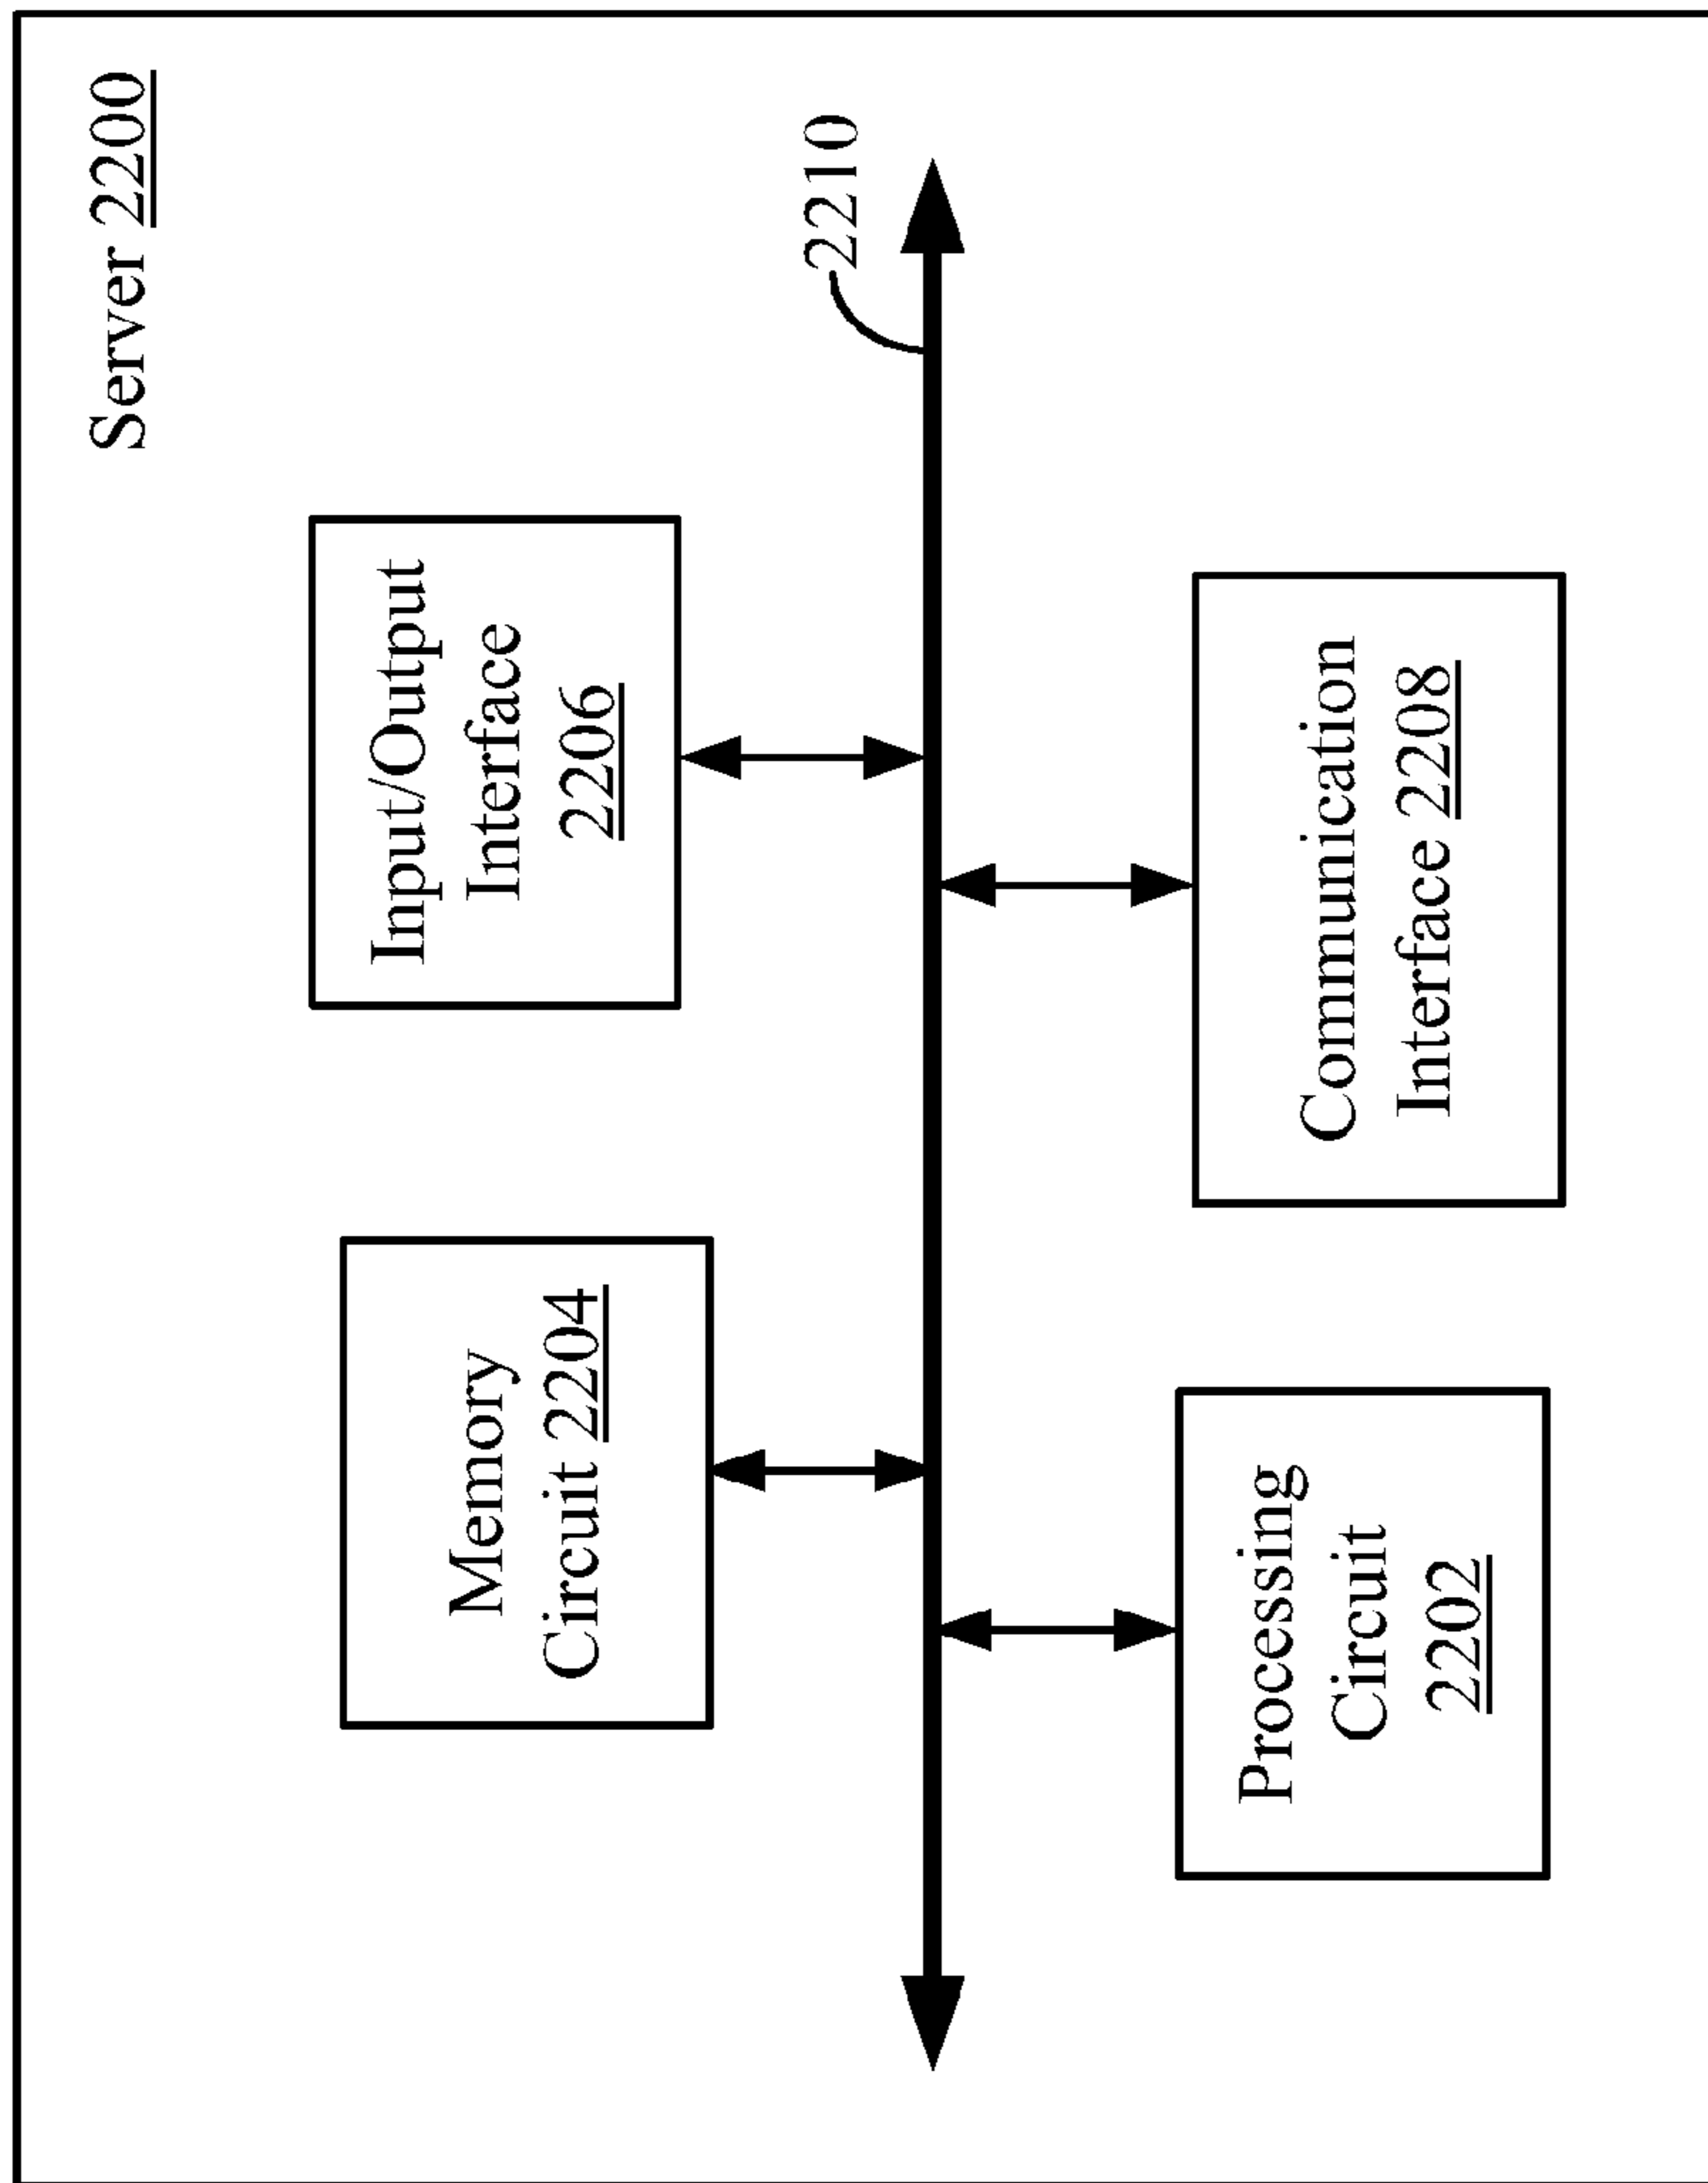 Server 2200
Memory
Circuit 2204
Input/Output
Interface
2206
2210
Processing
Circuit
2202
Communication
Interface 2208